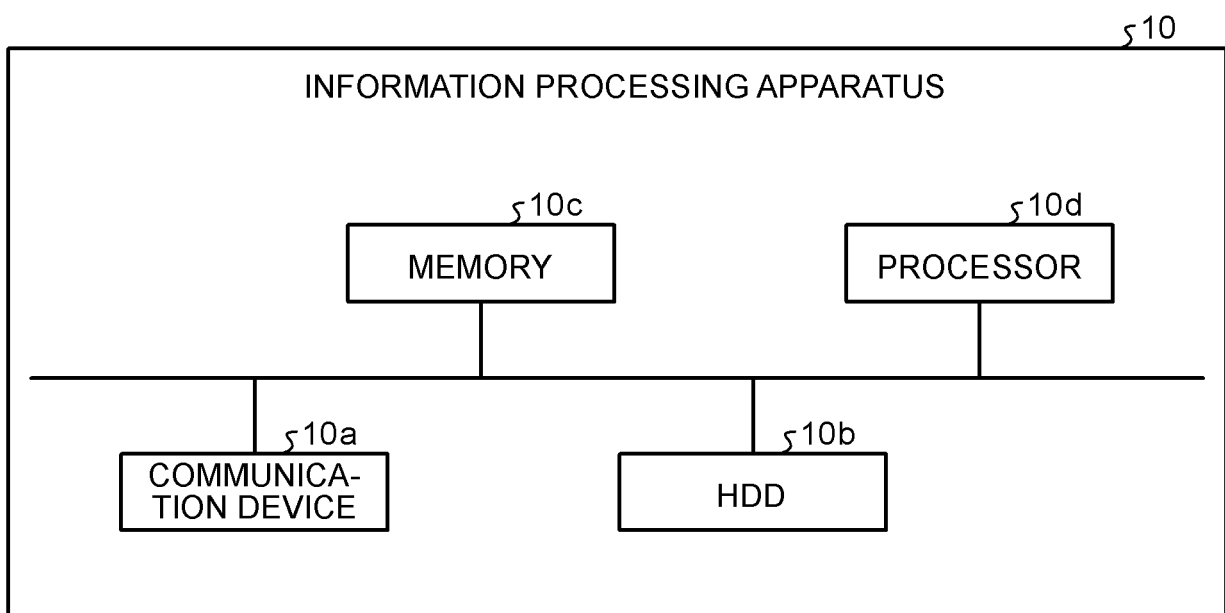 10
INFORMATION PROCESSING APPARATUS
10c
10d
MEMORY
PROCESSOR
10a
10b
COMMUNICA-
TION DEVICE
HDD